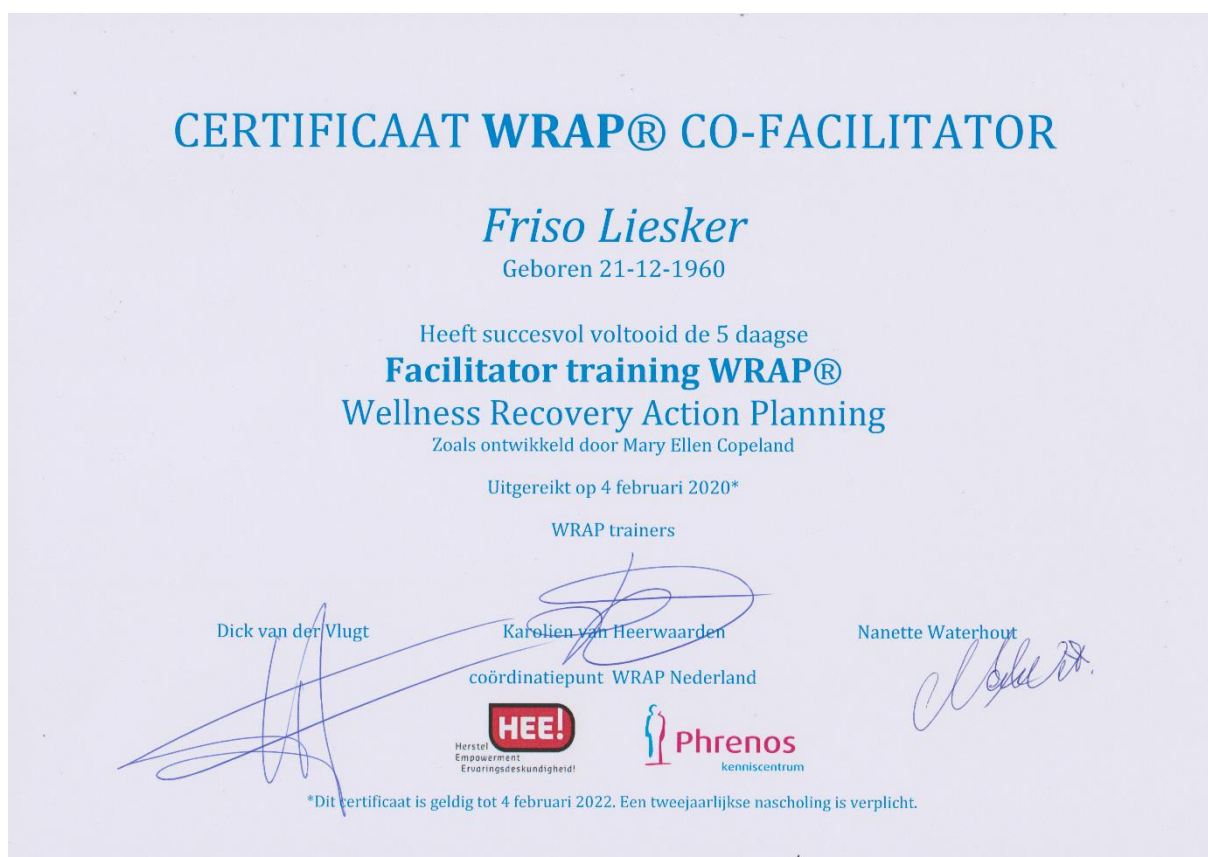 CERTIFICAAT WRAP® CO-FACILITATOR
Friso Liesker
Geboren 21-12-1960
Heeft succesvol voltooid de 5 daagse
Facilitator training WRAP®
Wellness Recovery Action Planning
Zoals ontwikkeld door Mary Ellen Copeland
Uitgereikt op 4 februari 2020*
WRAP trainers
Dick van der Vlugt
Karolien van Heerwaarden
Nanette Waterhout
coördinatiepunt WRAP Nederland
HEE!
Herstel
Empowerment
Ervaringsdeskundigheid!
Phrenos
kenniscentrum
*Dit certificaat is geldig tot 4 februari 2022. Een tweejaarlijkse nascholing is verplicht.